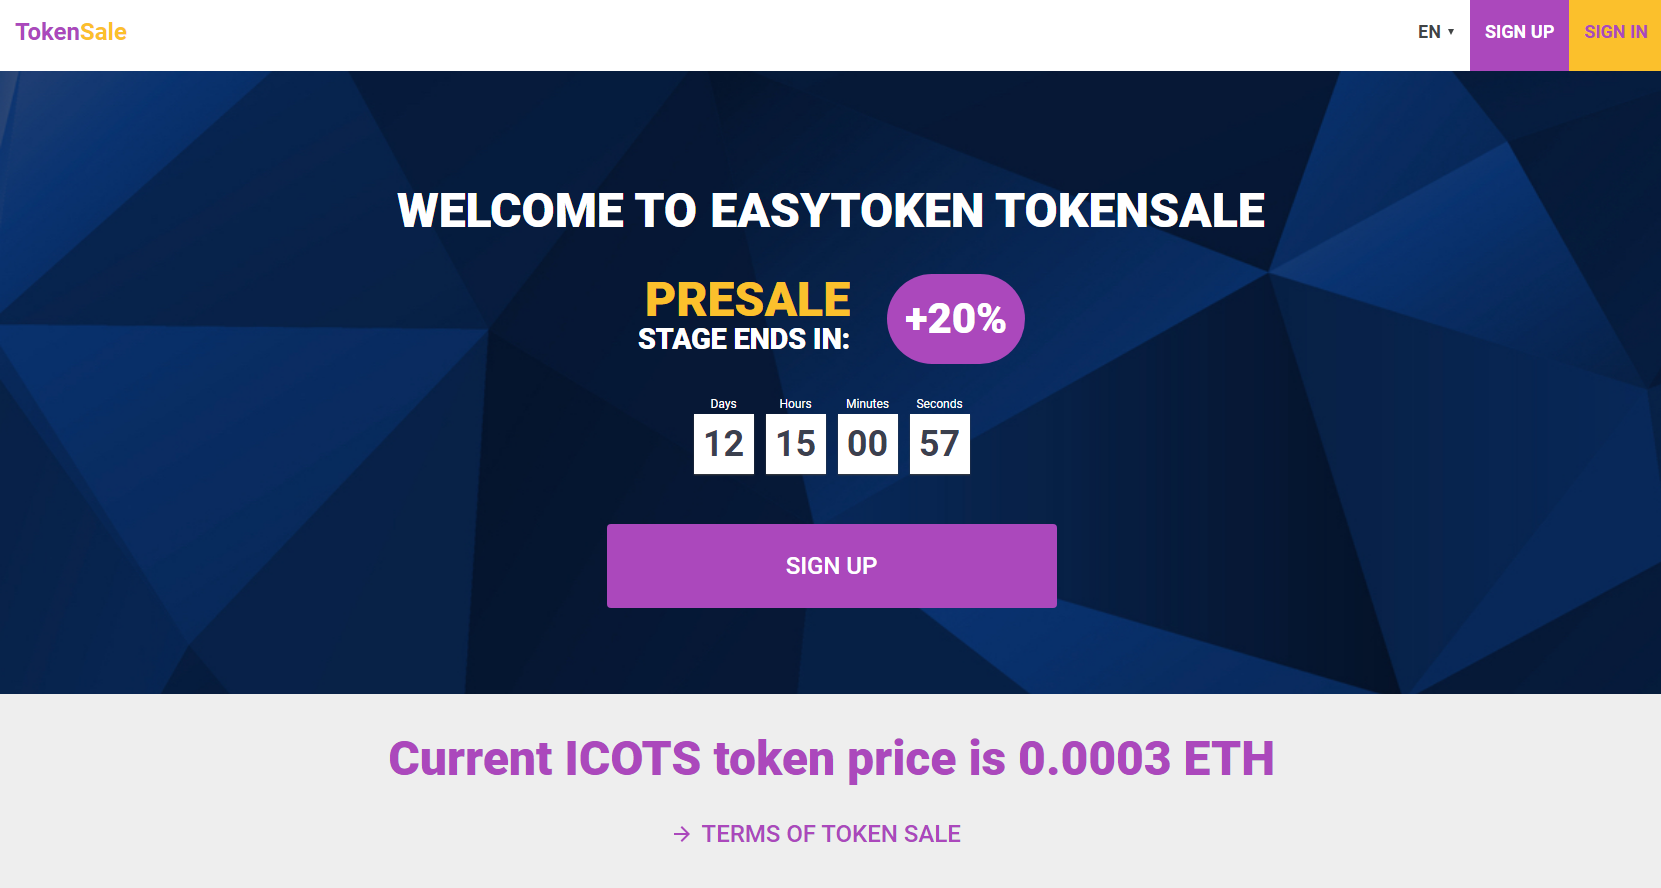 TokenSale
EN ▼ SIGN UP SIGN IN
WELCOME TO EASYTOKEN TOKENSALE
PRESALE
STAGE ENDS IN:
+20%
Days Hours Minutes Seconds
12 15 00 57
SIGN UP
Current ICOTS token price is 0.0003 ETH
→ TERMS OF TOKEN SALE